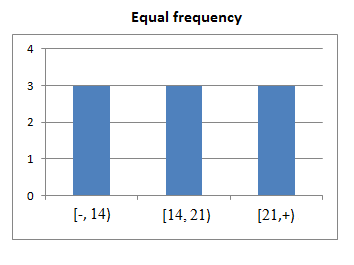 Equal frequency
4
3
2
1
0
[-, 14) [14, 21) [21,+)